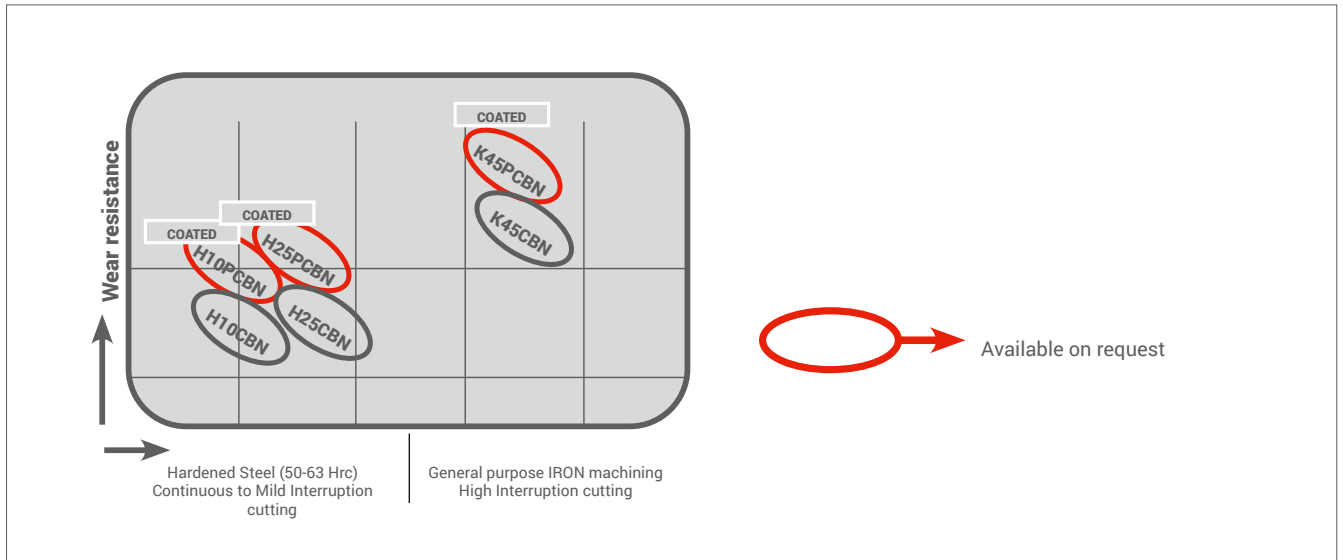 COATED
K45PCBN
K45CBN
COATED
COATED
H25PCBN
H10PCBN
H25CBN
H10CBN
Wear resistance
Available on request
Hardened Steel (50-63 Hrc)
Continuous to Mild Interruption
cutting
General purpose IRON machining
High Interruption cutting